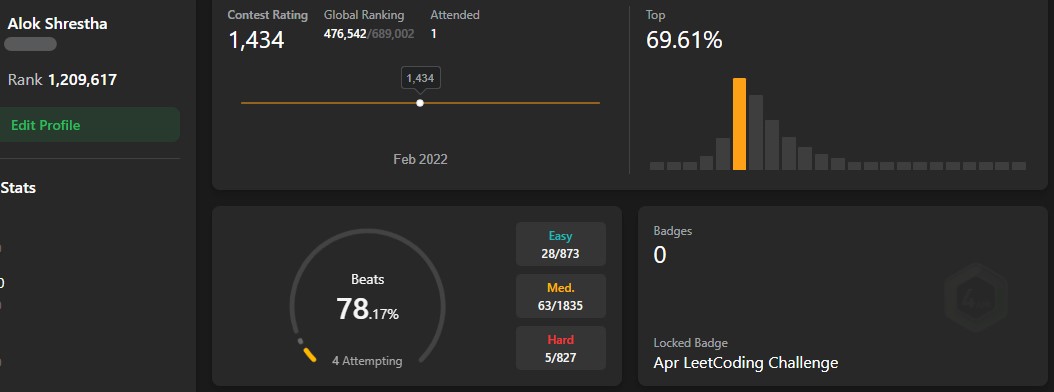 Alok Shrestha
Rank 1,209,617
Edit Profile
Stats
Contest Rating
1,434
Global Ranking
476,542/689,002
Attended
1
1,434
Feb 2022
Top
69.61%
Beats
78.17%
4 Attempting
Easy
28/873
Med.
63/1835
Hard
5/827
Badges
0
Locked Badge
Apr LeetCoding Challenge